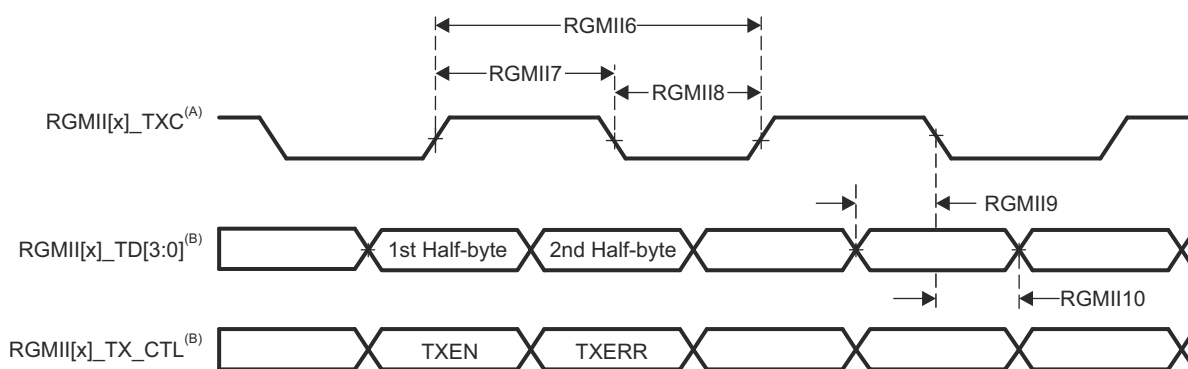 RGMII6
RGMII7
RGMII8
RGMII[x]_TXC(A)
RGMII9
RGMII[x]_TD[3:0](B)
1st Half-byte
2nd Half-byte
RGMII10
RGMII[x]_TX_CTL(B)
TXEN
TXERR